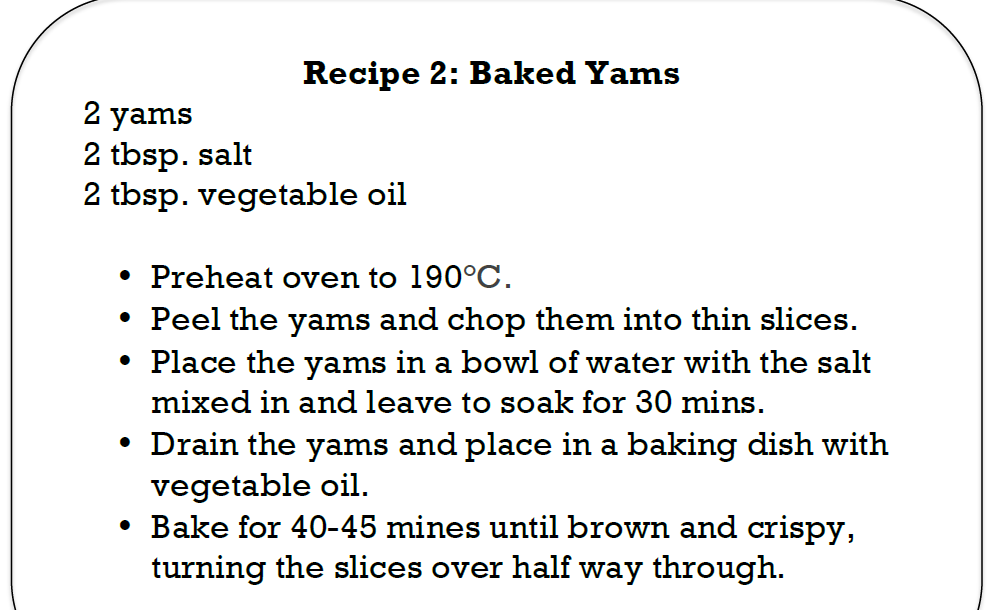 Recipe 2: Baked Yams
2 yams
2 tbsp. salt
2 tbsp. vegetable oil
• Preheat oven to 190°C.
• Peel the yams and chop them into thin slices.
• Place the yams in a bowl of water with the salt
mixed in and leave to soak for 30 mins.
• Drain the yams and place in a baking dish with
vegetable oil.
• Bake for 40-45 mines until brown and crispy,
turning the slices over half way through.